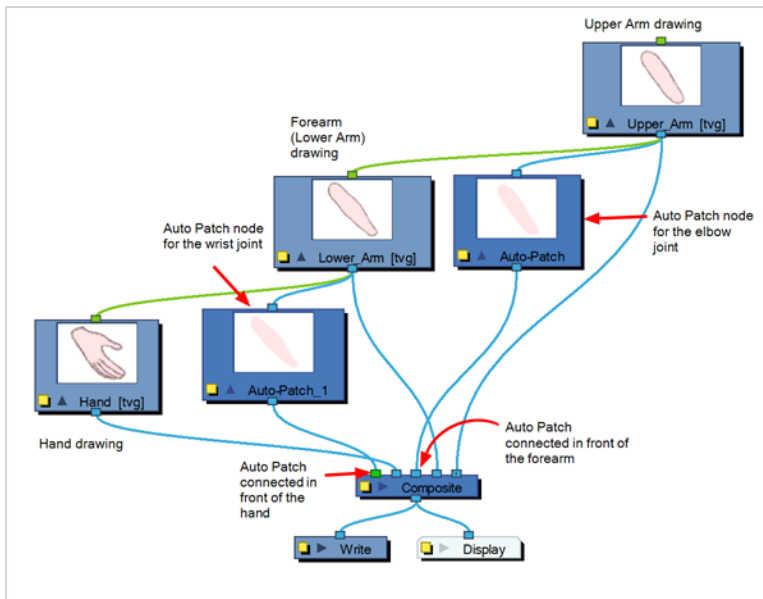 Upper Arm drawing
Upper_Arm [tvg]
Forearm
(Lower Arm)
drawing
Auto Patch node
for the wrist joint
Lower_Arm [tvg]
Auto-Patch
Auto Patch node
for the elbow
joint
Hand [tvg]
Auto-Patch_1
Hand drawing
Auto Patch
connected in front of
the forearm
Auto Patch
connected in
front of the
hand
Composite
Write
Display